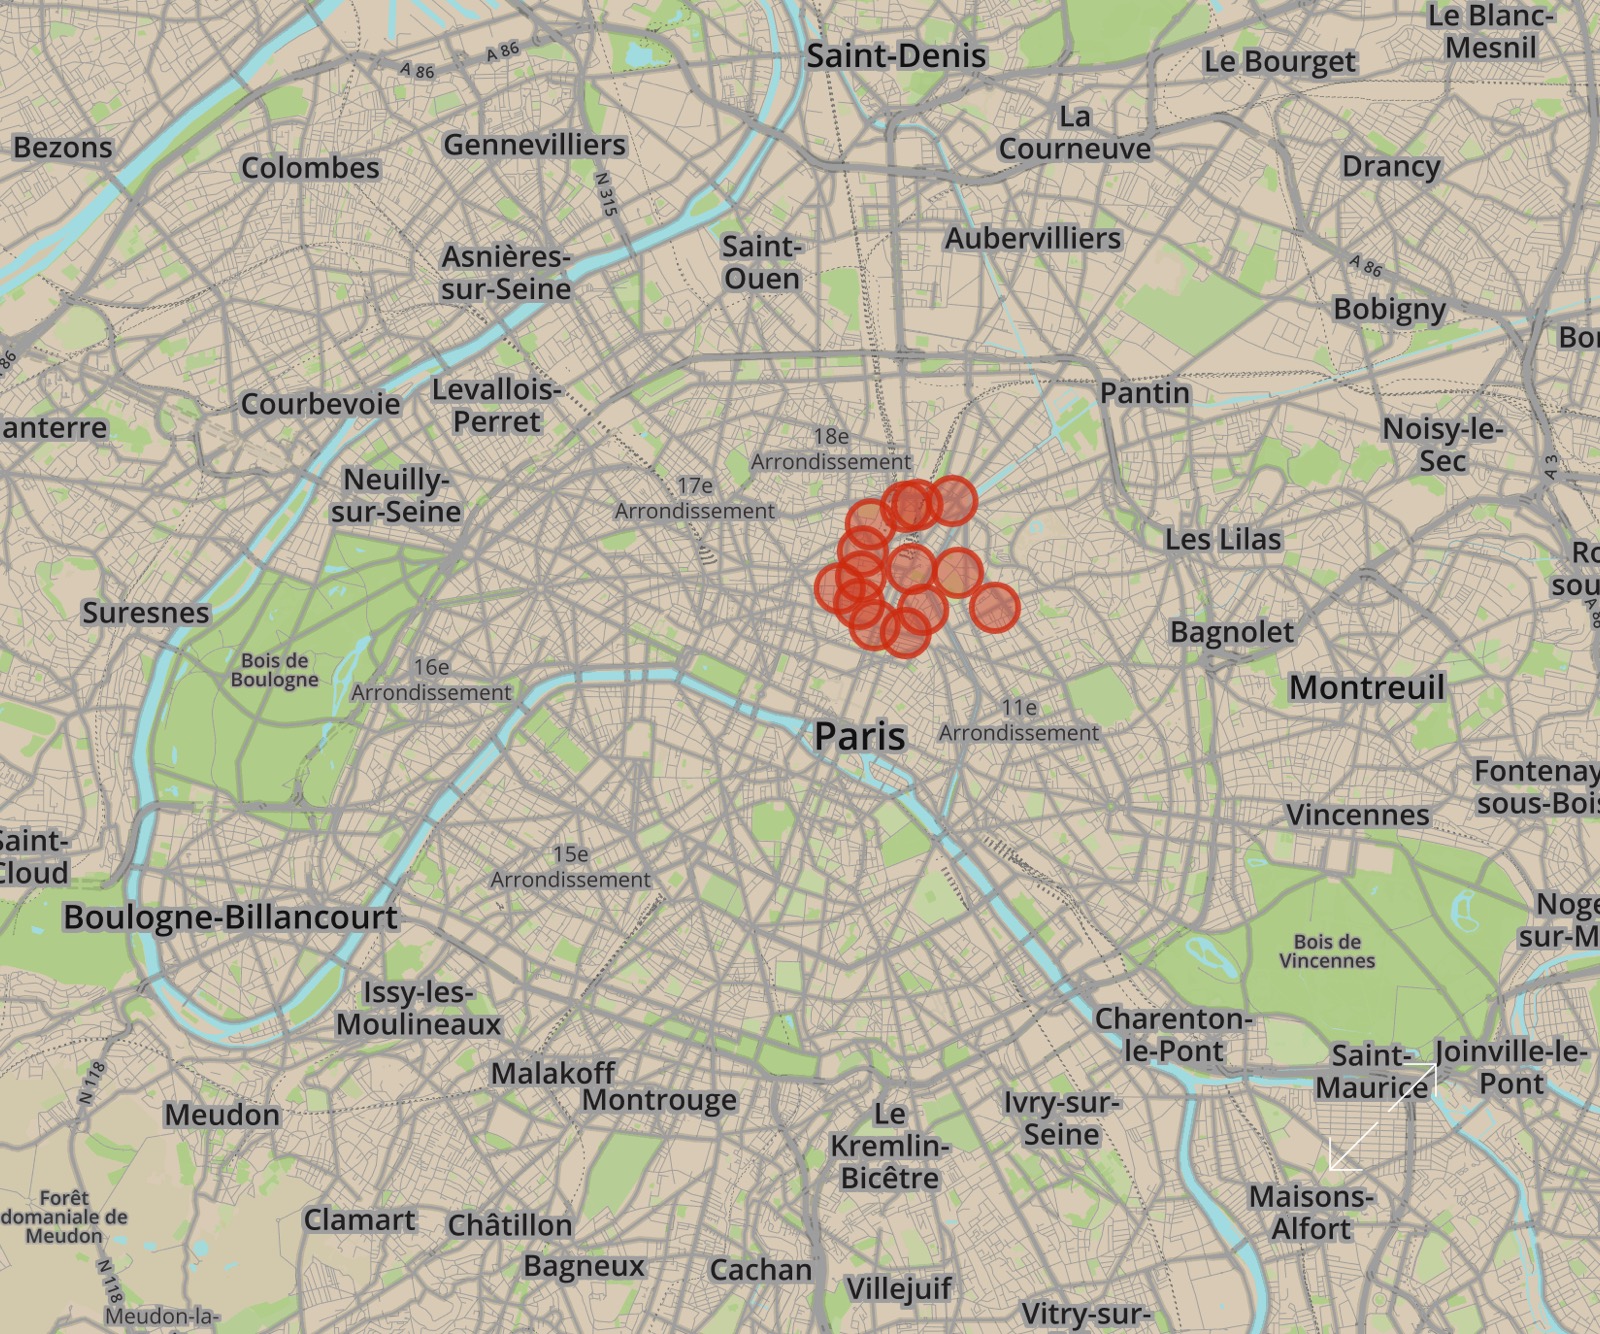 Le Blanc-
Mesnil
Saint-Denis
Le Bourget
A 86
A 86
La
Courneuve
Bezons
Colombes
Gennevilliers
Drancy
N 315
Asnières-
sur-Seine
Saint-
Ouen
Aubervilliers
A 86
Bobigny
Bon
86
Courbevoie
Levallois-
Perret
Pantin
anterre
18e
Arrondissement
Noisy-le-
Sec
A 3
Neuilly-
sur-Seine
17e
Arrondissement
Les Lilas
Ro
sous
A 86
Suresnes
Bagnolet
Bois de
Boulogne
16e
Arrondissement
Montreuil
Paris
11e
Arrondissement
Fontenay
sous-Bois
Vincennes
Saint-
Cloud
15e
Arrondissement
Boulogne-Billancourt
Noge
sur-M
Bois de
Vincennes
Issy-les-
Moulineaux
Charenton-
le-Pont
Saint-
Maurice
Joinville-le-
Pont
N 118
Malakoff
Montrouge
Meudon
Le
Kremlin-
Bicêtre
Ivry-sur-
Seine
Forêt
domaniale de
Meudon
Clamart
Châtillon
Maisons-
Alfort
N 118
Bagneux
Cachan
Villejuif
Meudon-la-
Vitry-sur-